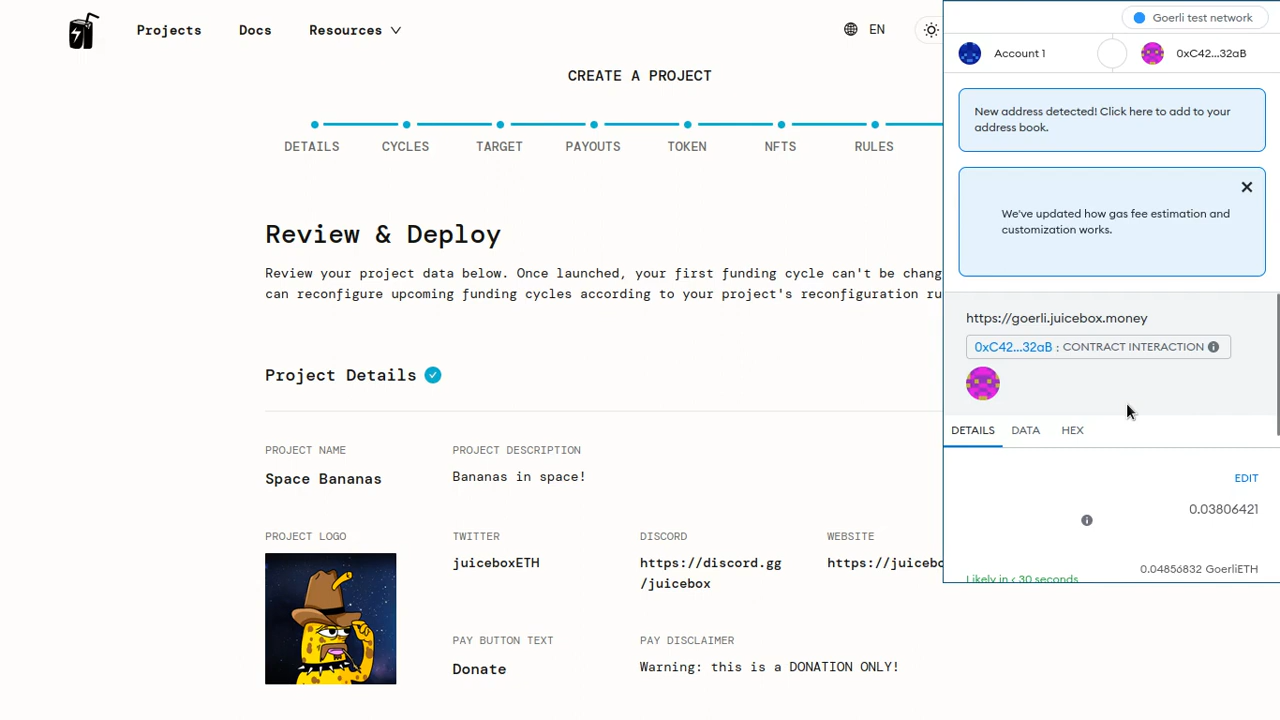 Projects
Docs
Resources
EN
CREATE A PROJECT
DETAILS
CYCLES
TARGET
PAYOUTS
TOKEN
NFTS
RULES
Review & Deploy
Review your project data below. Once launched, your first funding cycle can't be chang
can reconfigure upcoming funding cycles according to your project's reconfiguration ru
Project Details
PROJECT NAME
Space Bananas
PROJECT DESCRIPTION
Bananas in space!
PROJECT LOGO
TWITTER
juiceboxETH
DISCORD
https://discord.gg
/juicebox
WEBSITE
https://juicebo
PAY BUTTON TEXT
Donate
PAY DISCLAIMER
Warning: this is a DONATION ONLY!
Goerli test network
Account 1
0xC42...32aB
New address detected! Click here to add to your
address book.
We've updated how gas fee estimation and
customization works.
https://goerli.juicebox.money
0xC42...32aB : CONTRACT INTERACTION
DETAILS
DATA
HEX
EDIT
0.03806421
0.04856832 GoerliETH
Likely in < 30 seconds